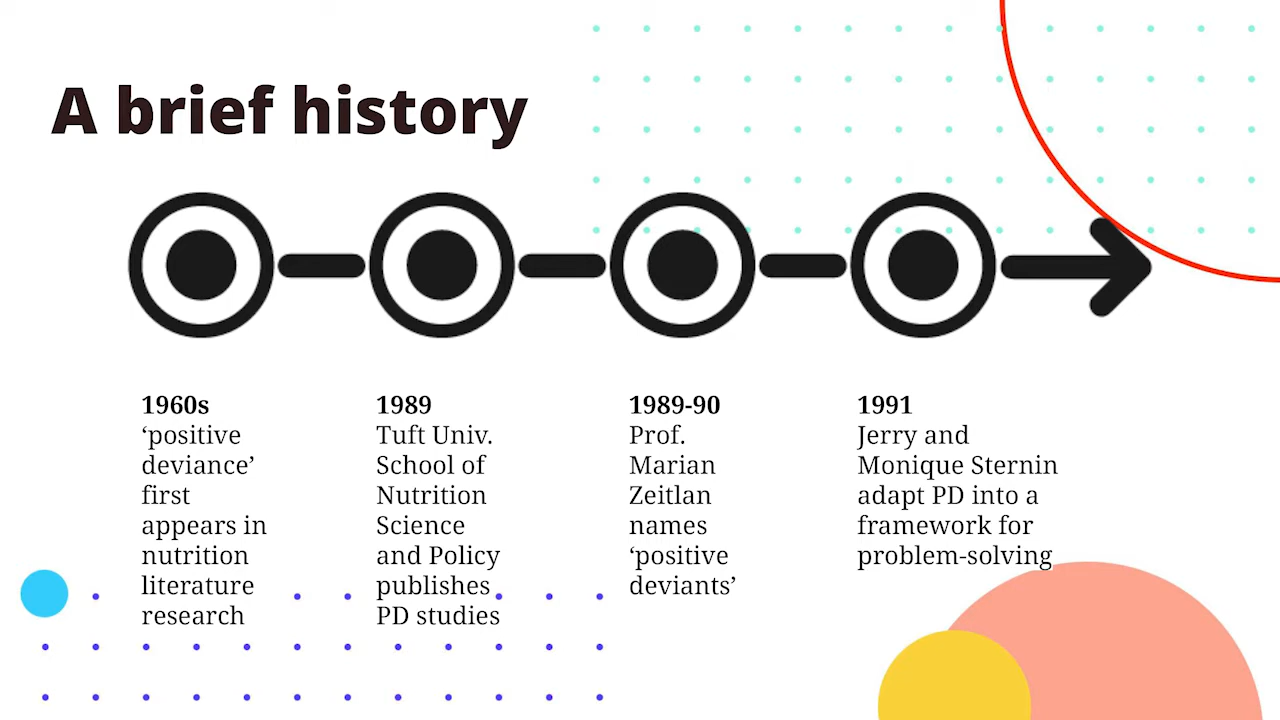 A brief history
1960s
‘positive
deviance’
first
appears in
nutrition
literature
research
1989
Tuft Univ.
School of
Nutrition
Science
and Policy
publishes
PD studies
1989-90
Prof.
Marian
Zeitlan
names
‘positive
deviants’
1991
Jerry and
Monique Sternin
adapt PD into a
framework for
problem-solving